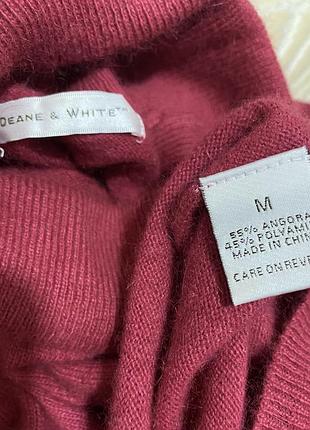 DEANE & WHITE™
M
55% ANGORA
45% POLYAMI
MADE IN CHIN
CARE ON REVE